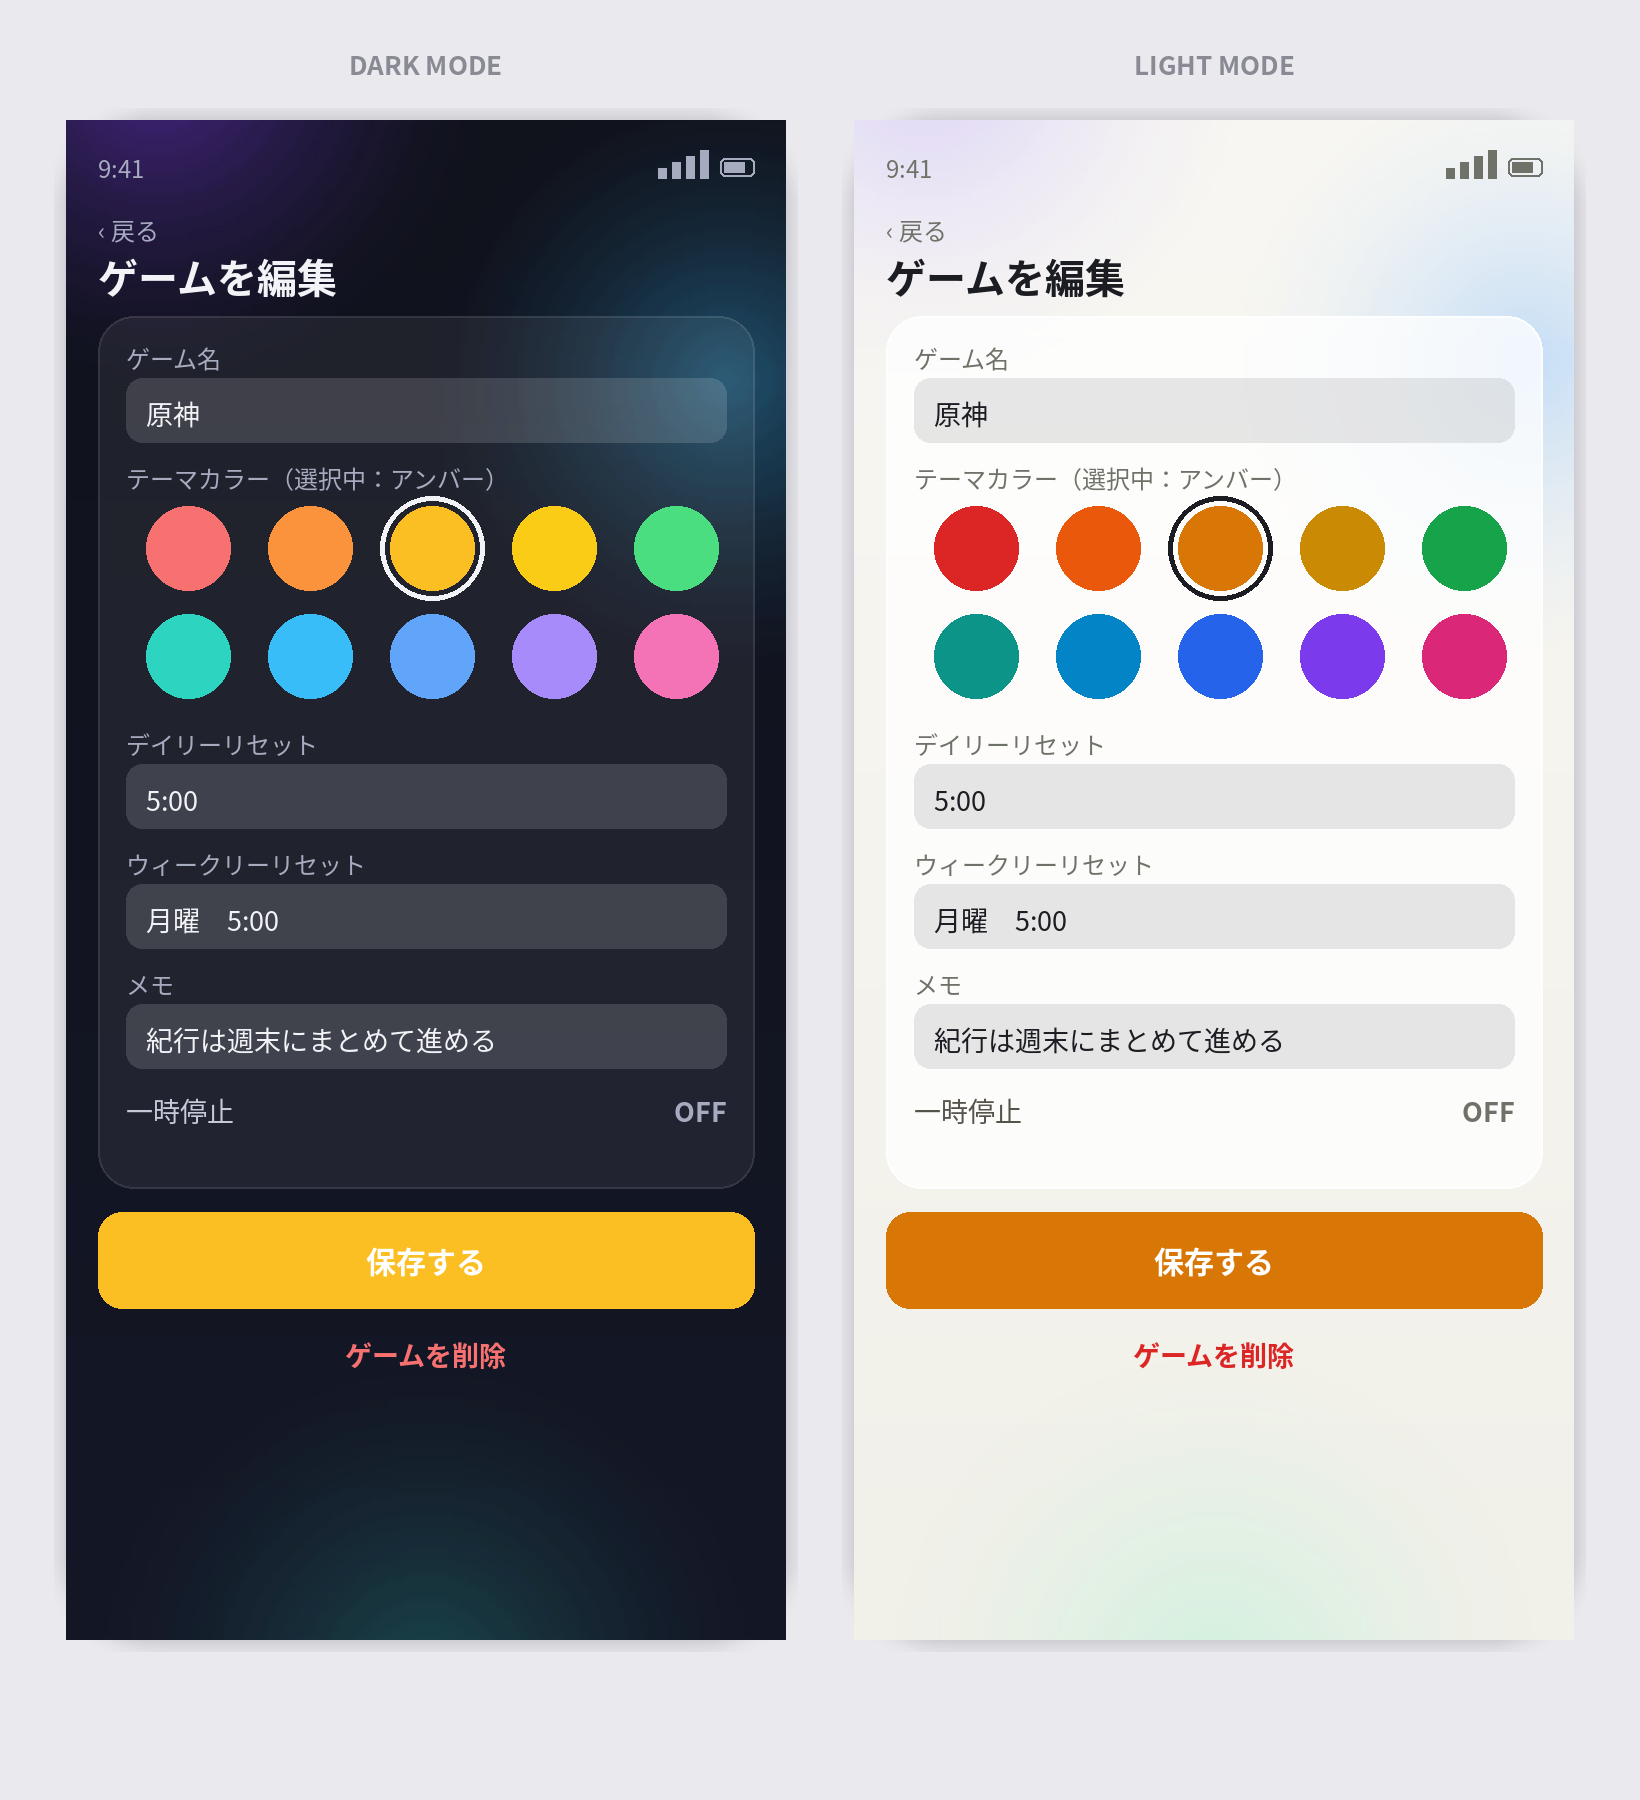 DARK MODE
9:41
‹ 戻る
ゲームを編集
ゲーム名
原神
テーマカラー（選択中：アンバー）
デイリーリセット
5:00
ウィークリーリセット
月曜　5:00
メモ
紀行は週末にまとめて進める
一時停止 OFF
保存する
ゲームを削除
LIGHT MODE
9:41
‹ 戻る
ゲームを編集
ゲーム名
原神
テーマカラー（選択中：アンバー）
デイリーリセット
5:00
ウィークリーリセット
月曜　5:00
メモ
紀行は週末にまとめて進める
一時停止 OFF
保存する
ゲームを削除